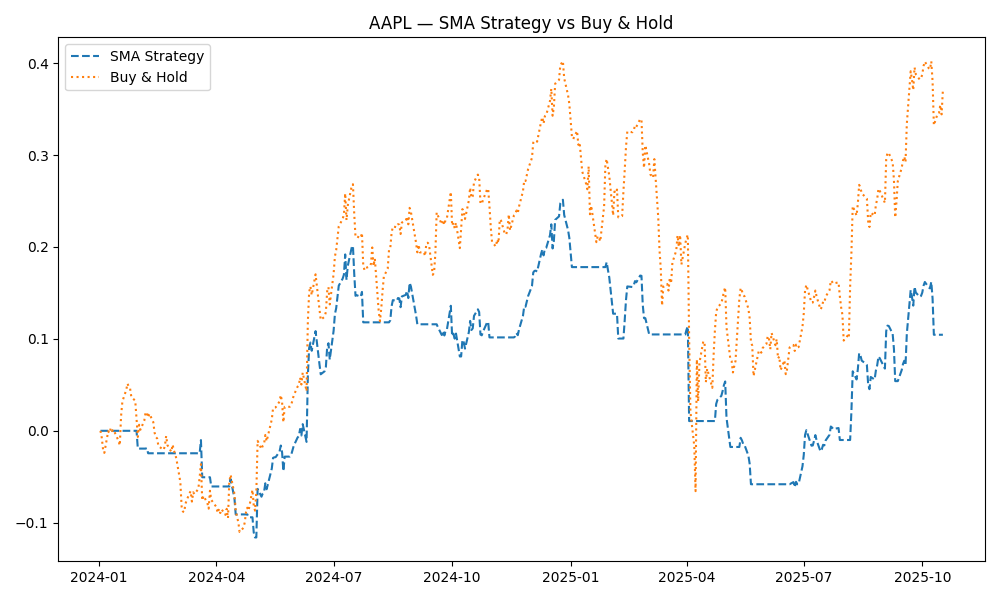 AAPL — SMA Strategy vs Buy & Hold
SMA Strategy
Buy & Hold
0.4
0.3
0.2
0.1
0.0
−0.1
2024-01 2024-04 2024-07 2024-10 2025-01 2025-04 2025-07 2025-10